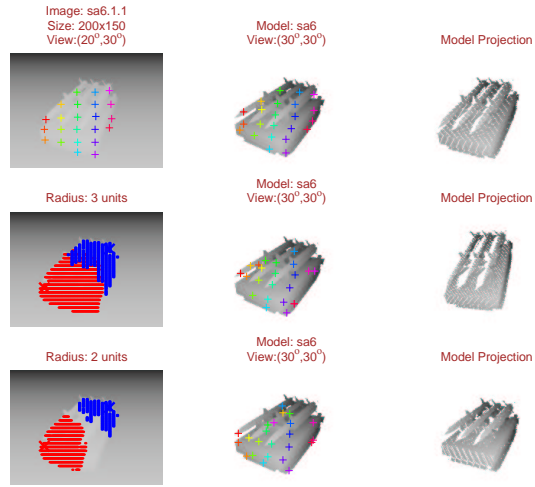 Image: sa6.1.1
Size: 200x150
View:(20°,30°)
Model: sa6
View:(30°,30°)
Model Projection
Radius: 3 units
Model: sa6
View:(30°,30°)
Model Projection
Radius: 2 units
Model: sa6
View:(30°,30°)
Model Projection